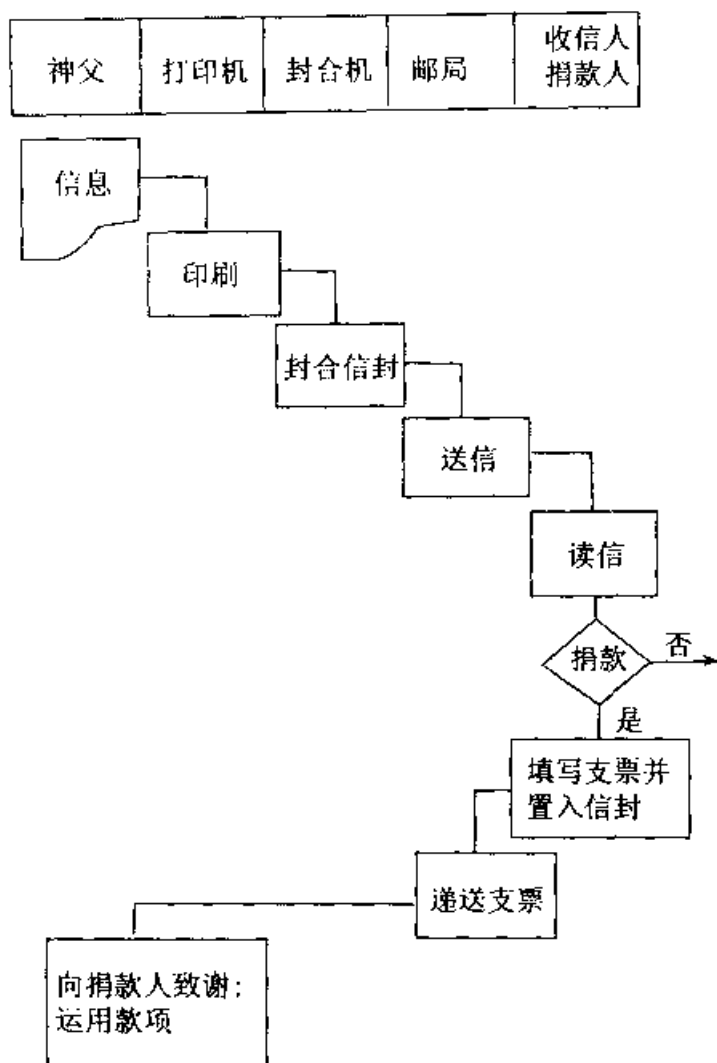 神父
打印机
封合机
邮局
收信人
捐款人
信息
印刷
封合信封
送信
读信
捐款
否
是
填写支票并
置入信封
递送支票
向捐款人致谢;
运用款项